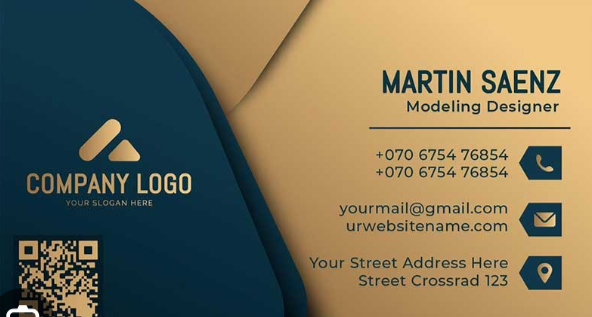 COMPANY LOGO
YOUR SLOGAN HERE
MARTIN SAENZ
Modeling Designer
+070 6754 76854
+070 6754 76854
yourmail@gmail.com
urwebsitename.com
Your Street Address Here
Street Crossrad 123